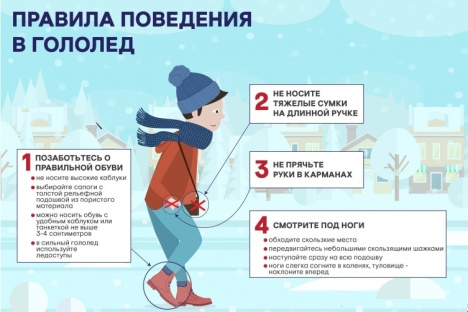 ПРАВИЛА ПОВЕДЕНИЯ
В ГОЛОЛЕД
1 ПОЗАБОТЬТЕСЬ О
ПРАВИЛЬНОЙ ОБУВИ
• не носите высокие каблуки
• выбирайте сапоги с
толстой рельефной
подошвой из пористого
материала
• можно носить обувь с
удобным каблуком или
танкеткой не выше
3-4 сантиметров
• в сильный гололед
используйте
ледоступы
2 НЕ НОСИТЕ
ТЯЖЕЛЫЕ СУМКИ
НА ДЛИННОЙ РУЧКЕ
3 НЕ ПРЯЧЬТЕ
РУКИ В КАРМАНАХ
4 СМОТРИТЕ ПОД НОГИ
• обходите скользкие места
• передвигайтесь небольшими скользящими шажками
• наступайте сразу на всю подошву
• ноги слегка согните в коленях, туловище -
наклоните вперед